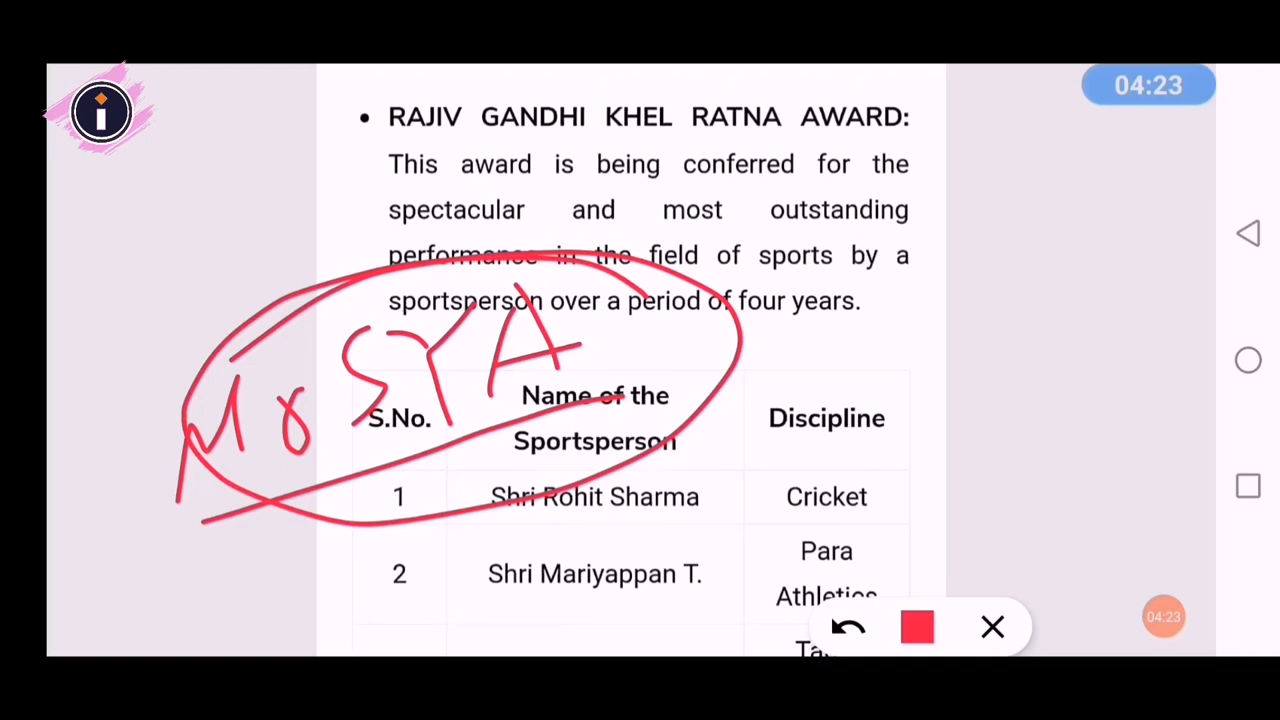 04:23
• RAJIV GANDHI KHEL RATNA AWARD:
This award is being conferred for the
spectacular and most outstanding
performance in the field of sports by a
sportsperson over a period of four years.
Mr SYA
S.No. Name of the Sportsperson Discipline
1 Shri Rohit Sharma Cricket
2 Shri Mariyappan T. Para Athletics
04:23